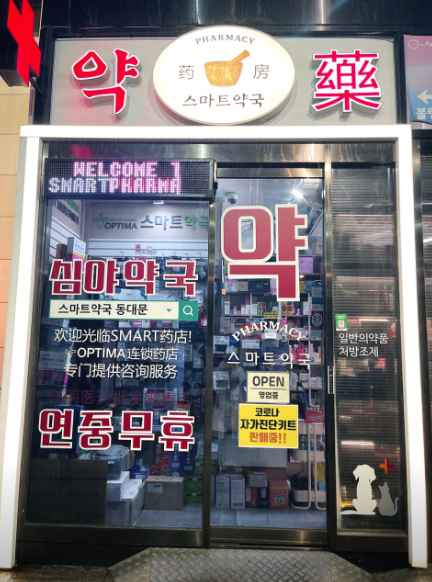 약
PHARMACY
药 房
스마트약국
藥
WELCOME
SMARTPHARMA
OPTIMA 스마트약국
심야약국
스마트약국 동대문
欢迎光临SMART药店!
OPTIMA连锁药店
专门提供咨询服务
연중무휴
약
PHARMACY
스마트약국
OPEN
영업중
코로나
자가진단키트
판매중!!
일반의약품
처방조제